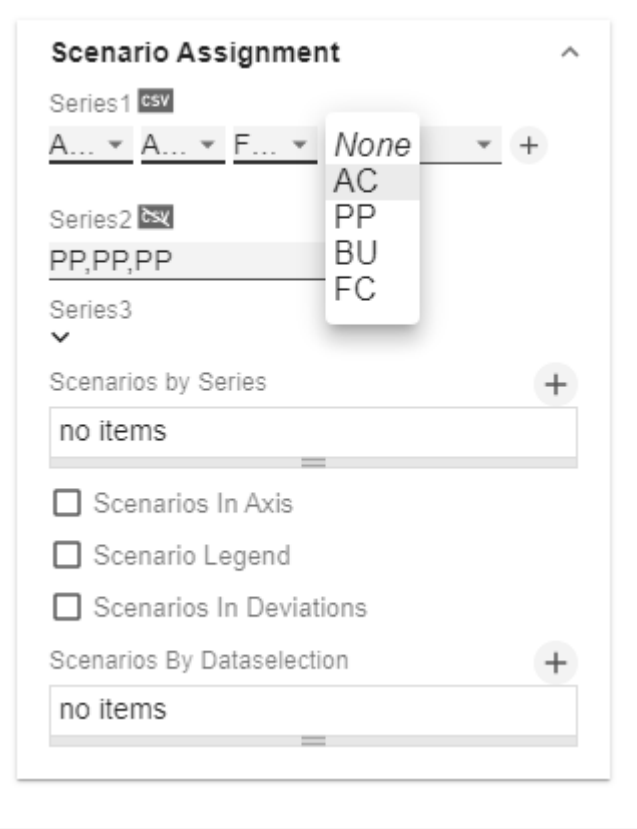 Scenario Assignment
Series1 CSV
A... A... F... None +
AC
PP
Series2 CSV
BU
PP,PP,PP
FC
Series3
Scenarios by Series +
no items
Scenarios In Axis
Scenario Legend
Scenarios In Deviations
Scenarios By Dataselection +
no items